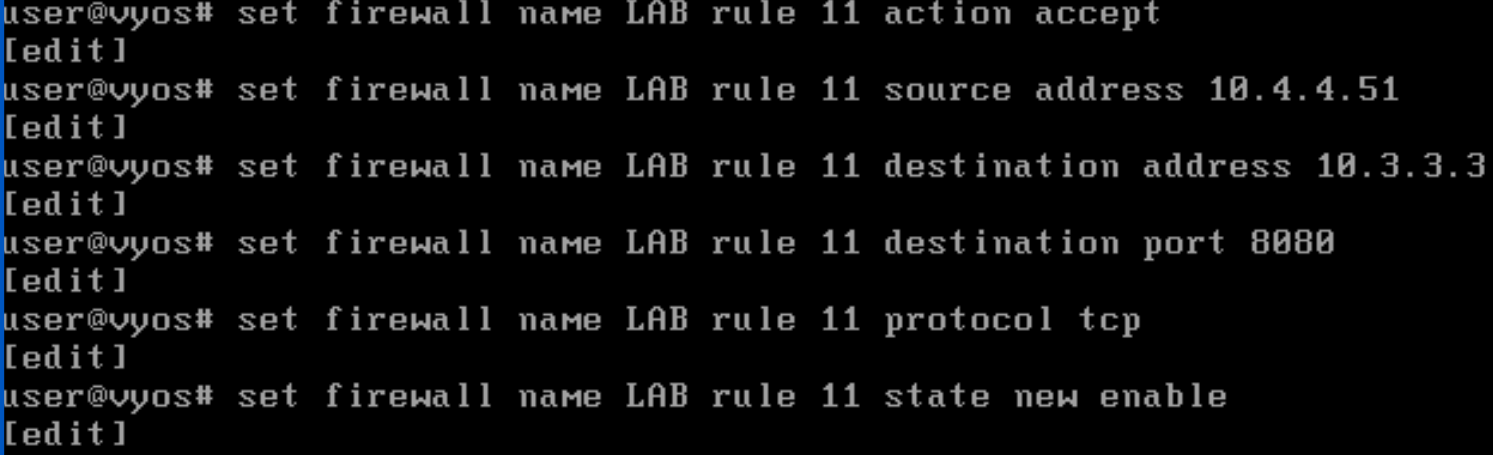 user@vyos# set firewall name LAB rule 11 action accept
[edit]
user@vyos# set firewall name LAB rule 11 source address 10.4.4.51
[edit]
user@vyos# set firewall name LAB rule 11 destination address 10.3.3.3
[edit]
user@vyos# set firewall name LAB rule 11 destination port 8080
[edit]
user@vyos# set firewall name LAB rule 11 protocol tcp
[edit]
user@vyos# set firewall name LAB rule 11 state new enable
[edit]